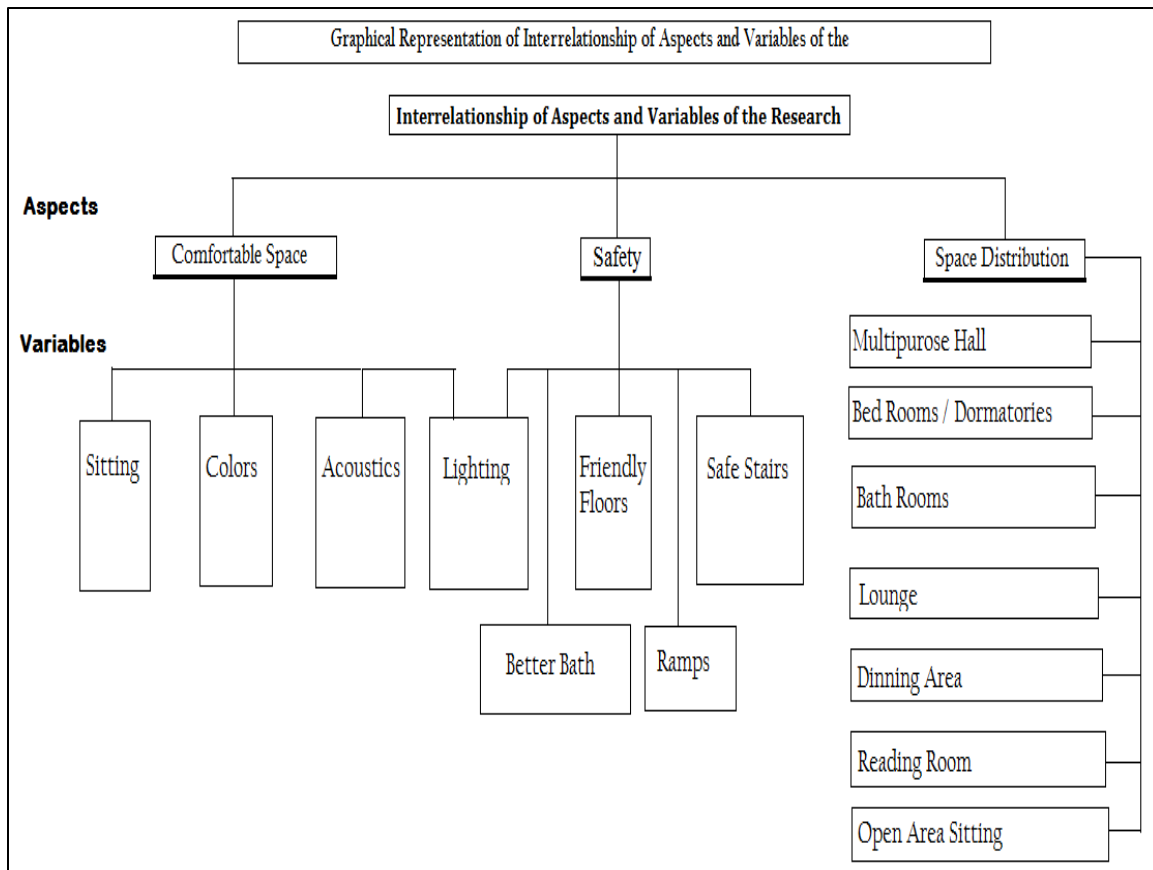 Graphical Representation of Interrelationship of Aspects and Variables of the
Interrelationship of Aspects and Variables of the Research
Aspects
Comfortable Space
Safety
Space Distribution
Variables
Sitting
Colors
Acoustics
Lighting
Friendly
Floors
Safe Stairs
Better Bath
Ramps
Multipurose Hall
Bed Rooms / Dormatories
Bath Rooms
Lounge
Dinning Area
Reading Room
Open Area Sitting